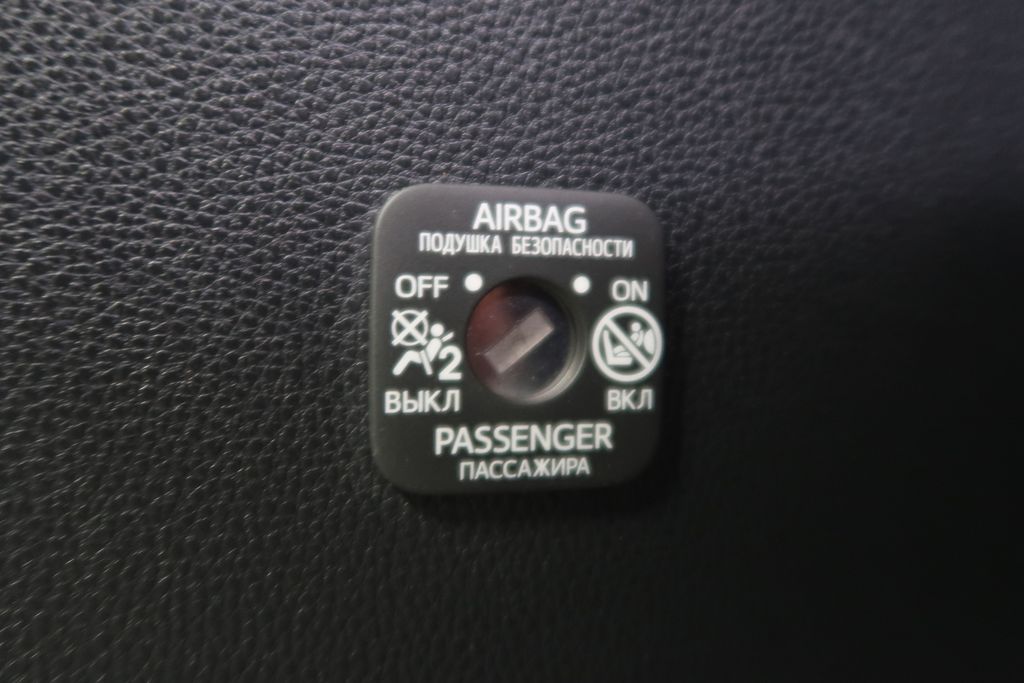 AIRBAG
ПОДУШКА БЕЗОПАСНОСТИ
OFF ON
2
ВЫКЛ ВКЛ
PASSENGER
ПАССАЖИРА